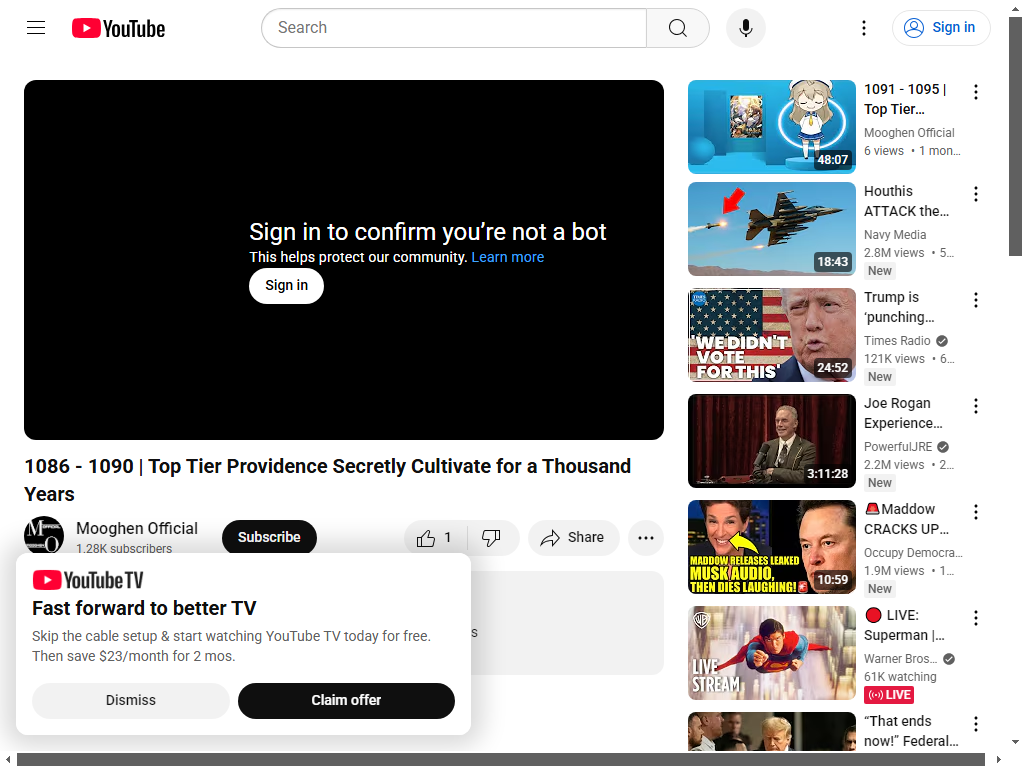 YouTube
Search
Sign in
Sign in to confirm you’re not a bot
This helps protect our community. Learn more
Sign in
1086 - 1090 | Top Tier Providence Secretly Cultivate for a Thousand
Years
Mooghen Official
1.28K subscribers
Subscribe
1
Share
YouTube TV
Fast forward to better TV
Skip the cable setup & start watching YouTube TV today for free.
Then save $23/month for 2 mos.
Dismiss
Claim offer
48:07
1091 - 1095 |
Top Tier…
Mooghen Official
6 views • 1 mon…
18:43
Houthis
ATTACK the…
Navy Media
2.8M views • 5…
New
'WE DIDN'T
VOTE
FOR THIS'
24:52
Trump is
‘punching…
Times Radio
121K views • 6…
New
3:11:28
Joe Rogan
Experience…
PowerfulJRE
2.2M views • 2…
New
MADDOW RELEASES LEAKED
MUSK AUDIO,
THEN DIES LAUGHING!
10:59
Maddow
CRACKS UP…
Occupy Democra…
1.9M views • 1…
New
LIVE
STREAM
LIVE:
Superman |…
Warner Bros…
61K watching
LIVE
“That ends
now!” Federal…